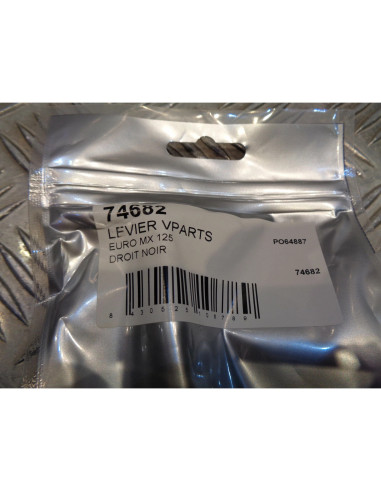 74682
LEVIER VPARTS
EURO MX 125
DROIT NOIR
PO64887
74682